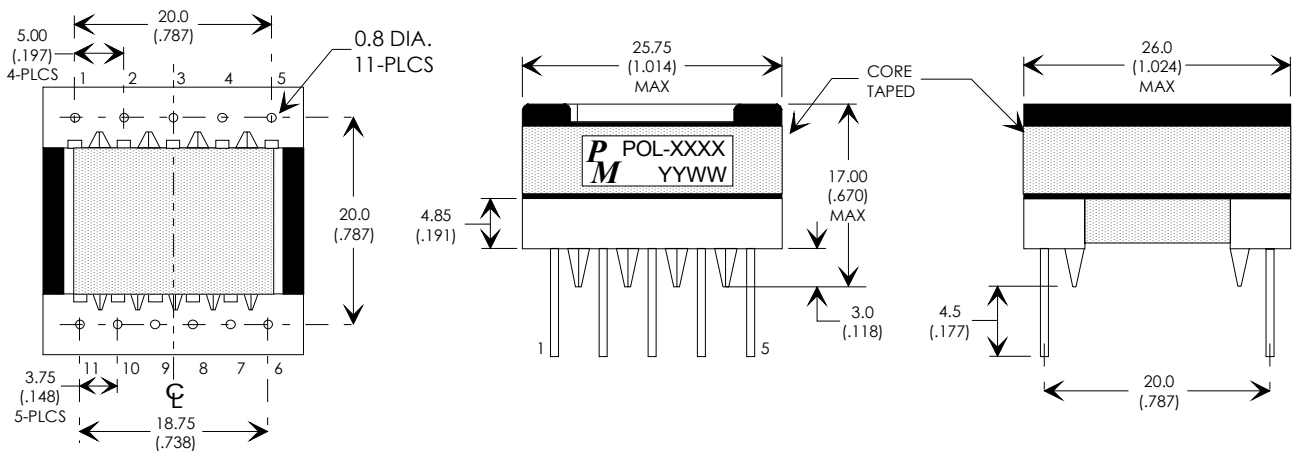 20.0
(.787)
5.00
(.197)
4-PLCS
0.8 DIA.
11-PLCS
1 2 3 4 5
20.0
(.787)
11 10 9 8 7 6
3.75
(.148)
5-PLCS
℄
18.75
(.738)
25.75
(1.014)
MAX
CORE
TAPED
PM
POL-XXXX
YYWW
17.00
(.670)
MAX
4.85
(.191)
3.0
(.118)
1 5
26.0
(1.024)
MAX
4.5
(.177)
20.0
(.787)